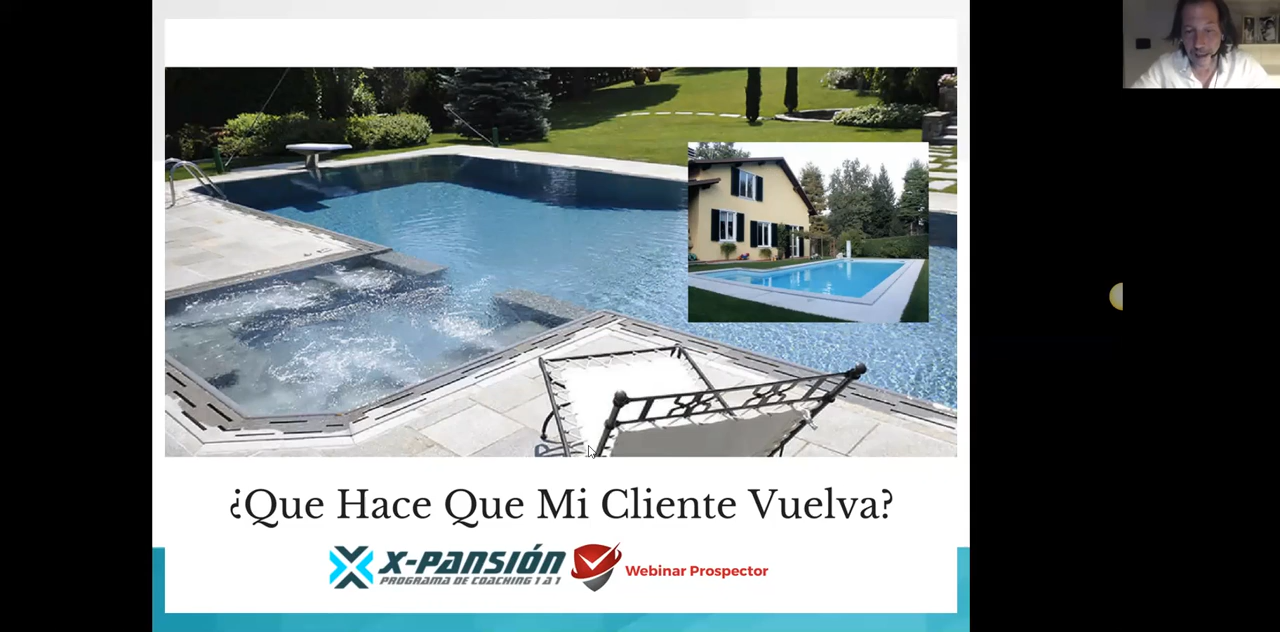 ¿Que Hace Que Mi Cliente Vuelva?
X-PANSIÓN
PROGRAMA DE COACHING 1 A 1
Webinar Prospector